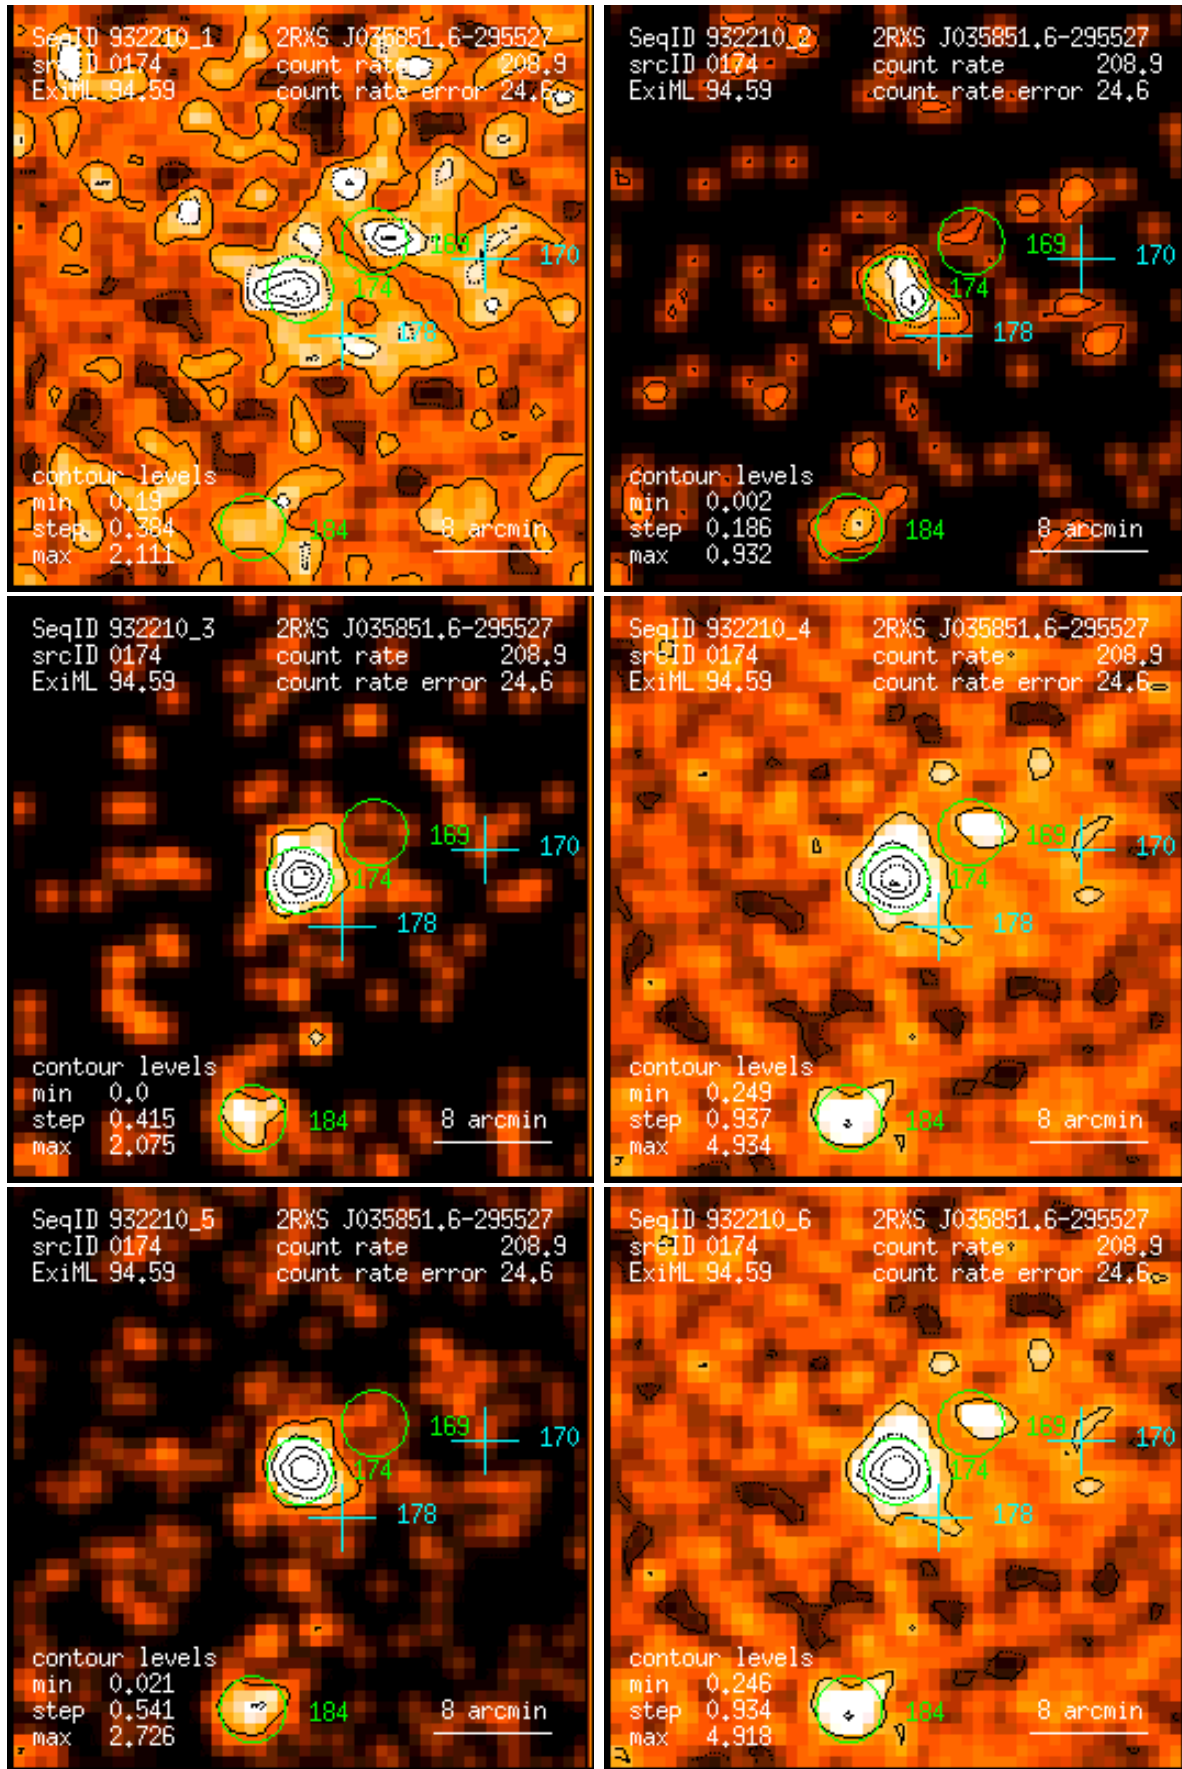 SeqID 932210_1 2RXS J035851.6-295527
srcID 0174 count rate 208.9
ExiML 94.59 count rate error 24.6
169
170
174
178
contour levels
min 0.19
step 0.384
max 2.111
184
8 arcmin
SeqID 932210_2 2RXS J035851.6-295527
srcID 0174 count rate 208.9
ExiML 94.59 count rate error 24.6
169
170
174
178
contour levels
min 0.002
step 0.186
max 0.932
184
8 arcmin
SeqID 932210_3 2RXS J035851.6-295527
srcID 0174 count rate 208.9
ExiML 94.59 count rate error 24.6
169
170
174
178
contour levels
min 0.0
step 0.415
max 2.075
184
8 arcmin
SeqID 932210_4 2RXS J035851.6-295527
srcID 0174 count rate 208.9
ExiML 94.59 count rate error 24.6
169
170
174
178
contour levels
min 0.249
step 0.937
max 4.934
184
8 arcmin
SeqID 932210_5 2RXS J035851.6-295527
srcID 0174 count rate 208.9
ExiML 94.59 count rate error 24.6
169
170
174
178
contour levels
min 0.021
step 0.541
max 2.726
184
8 arcmin
SeqID 932210_6 2RXS J035851.6-295527
srcID 0174 count rate 208.9
ExiML 94.59 count rate error 24.6
169
170
174
178
contour levels
min 0.246
step 0.934
max 4.918
184
8 arcmin